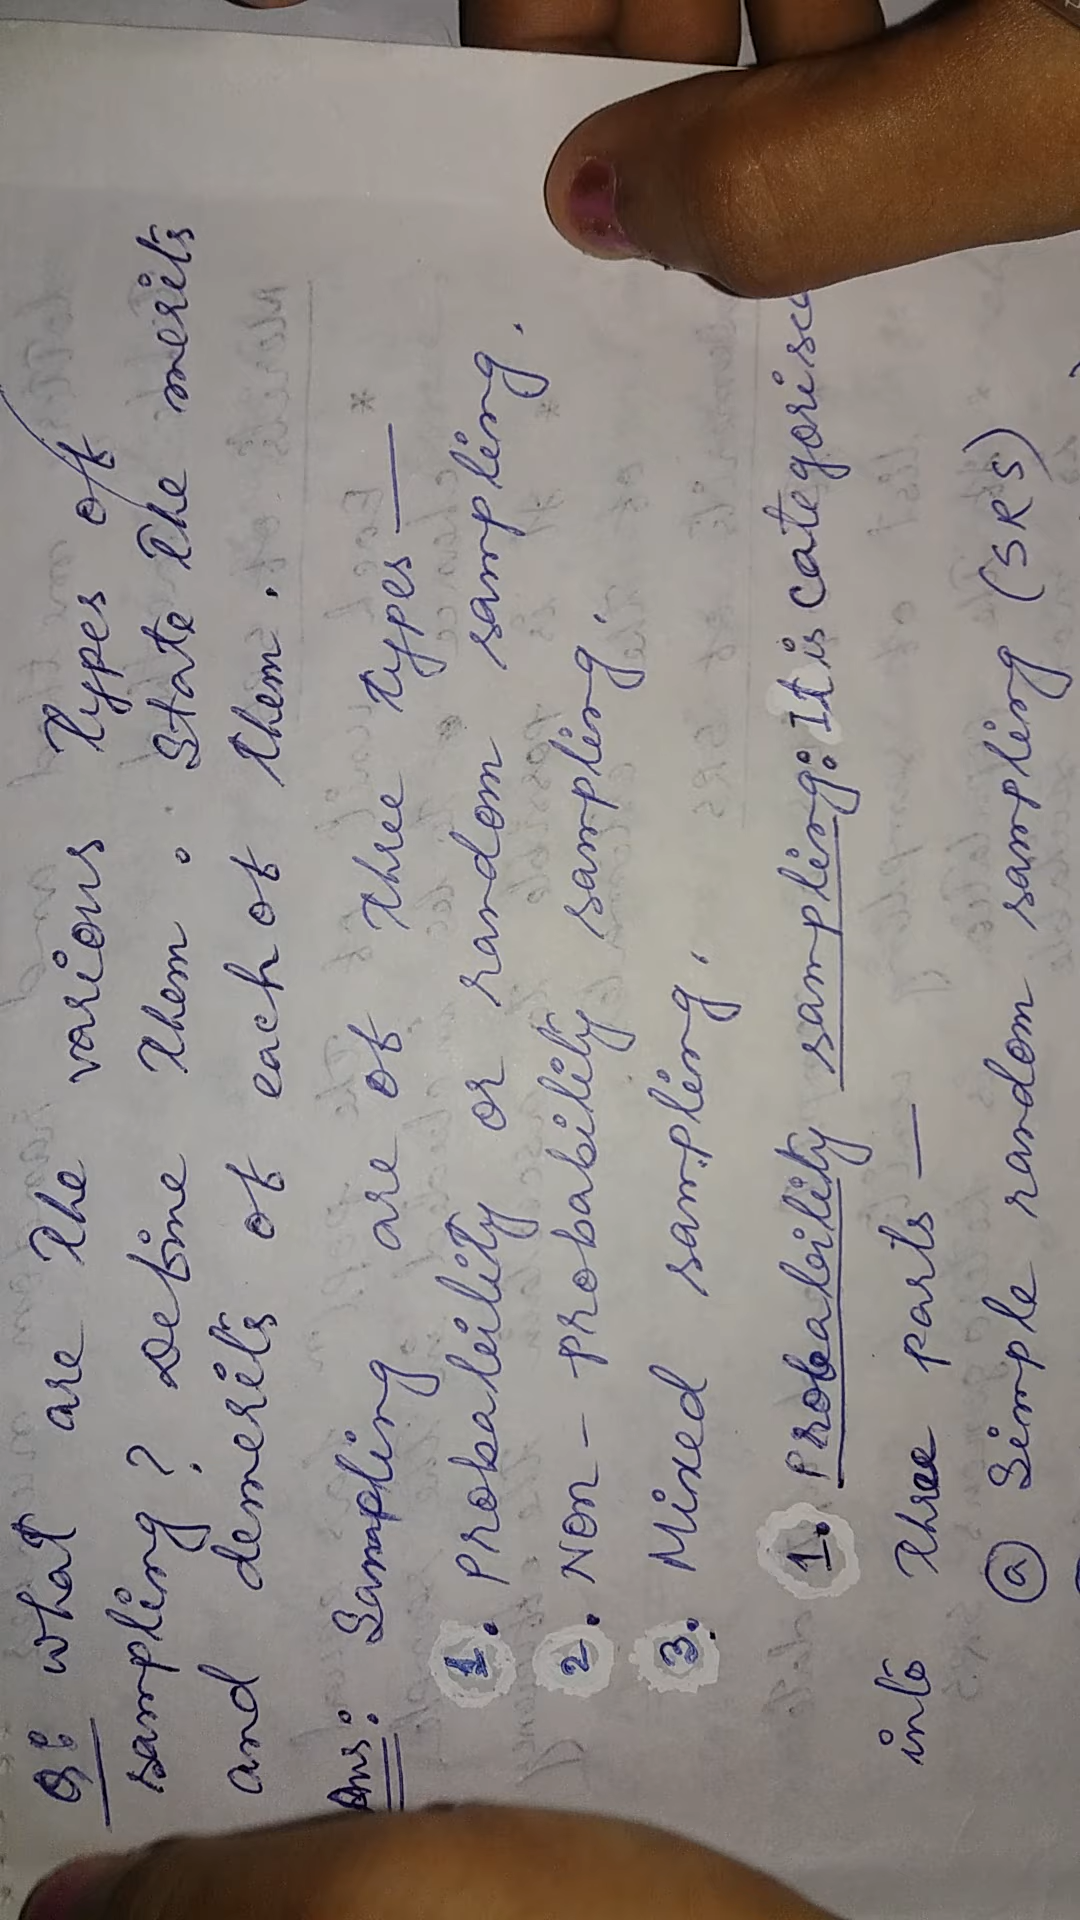 Q1: what are the various types of
sampling? Define them. State the merits
and demerits of each of them.
Ans: Sampling are of three types —
1. Probability or random sampling.
2. Non-probability sampling.
3. Mixed sampling.
1. Probability sampling: It is categorised
into three parts —
(a) Simple random sampling (SRS)